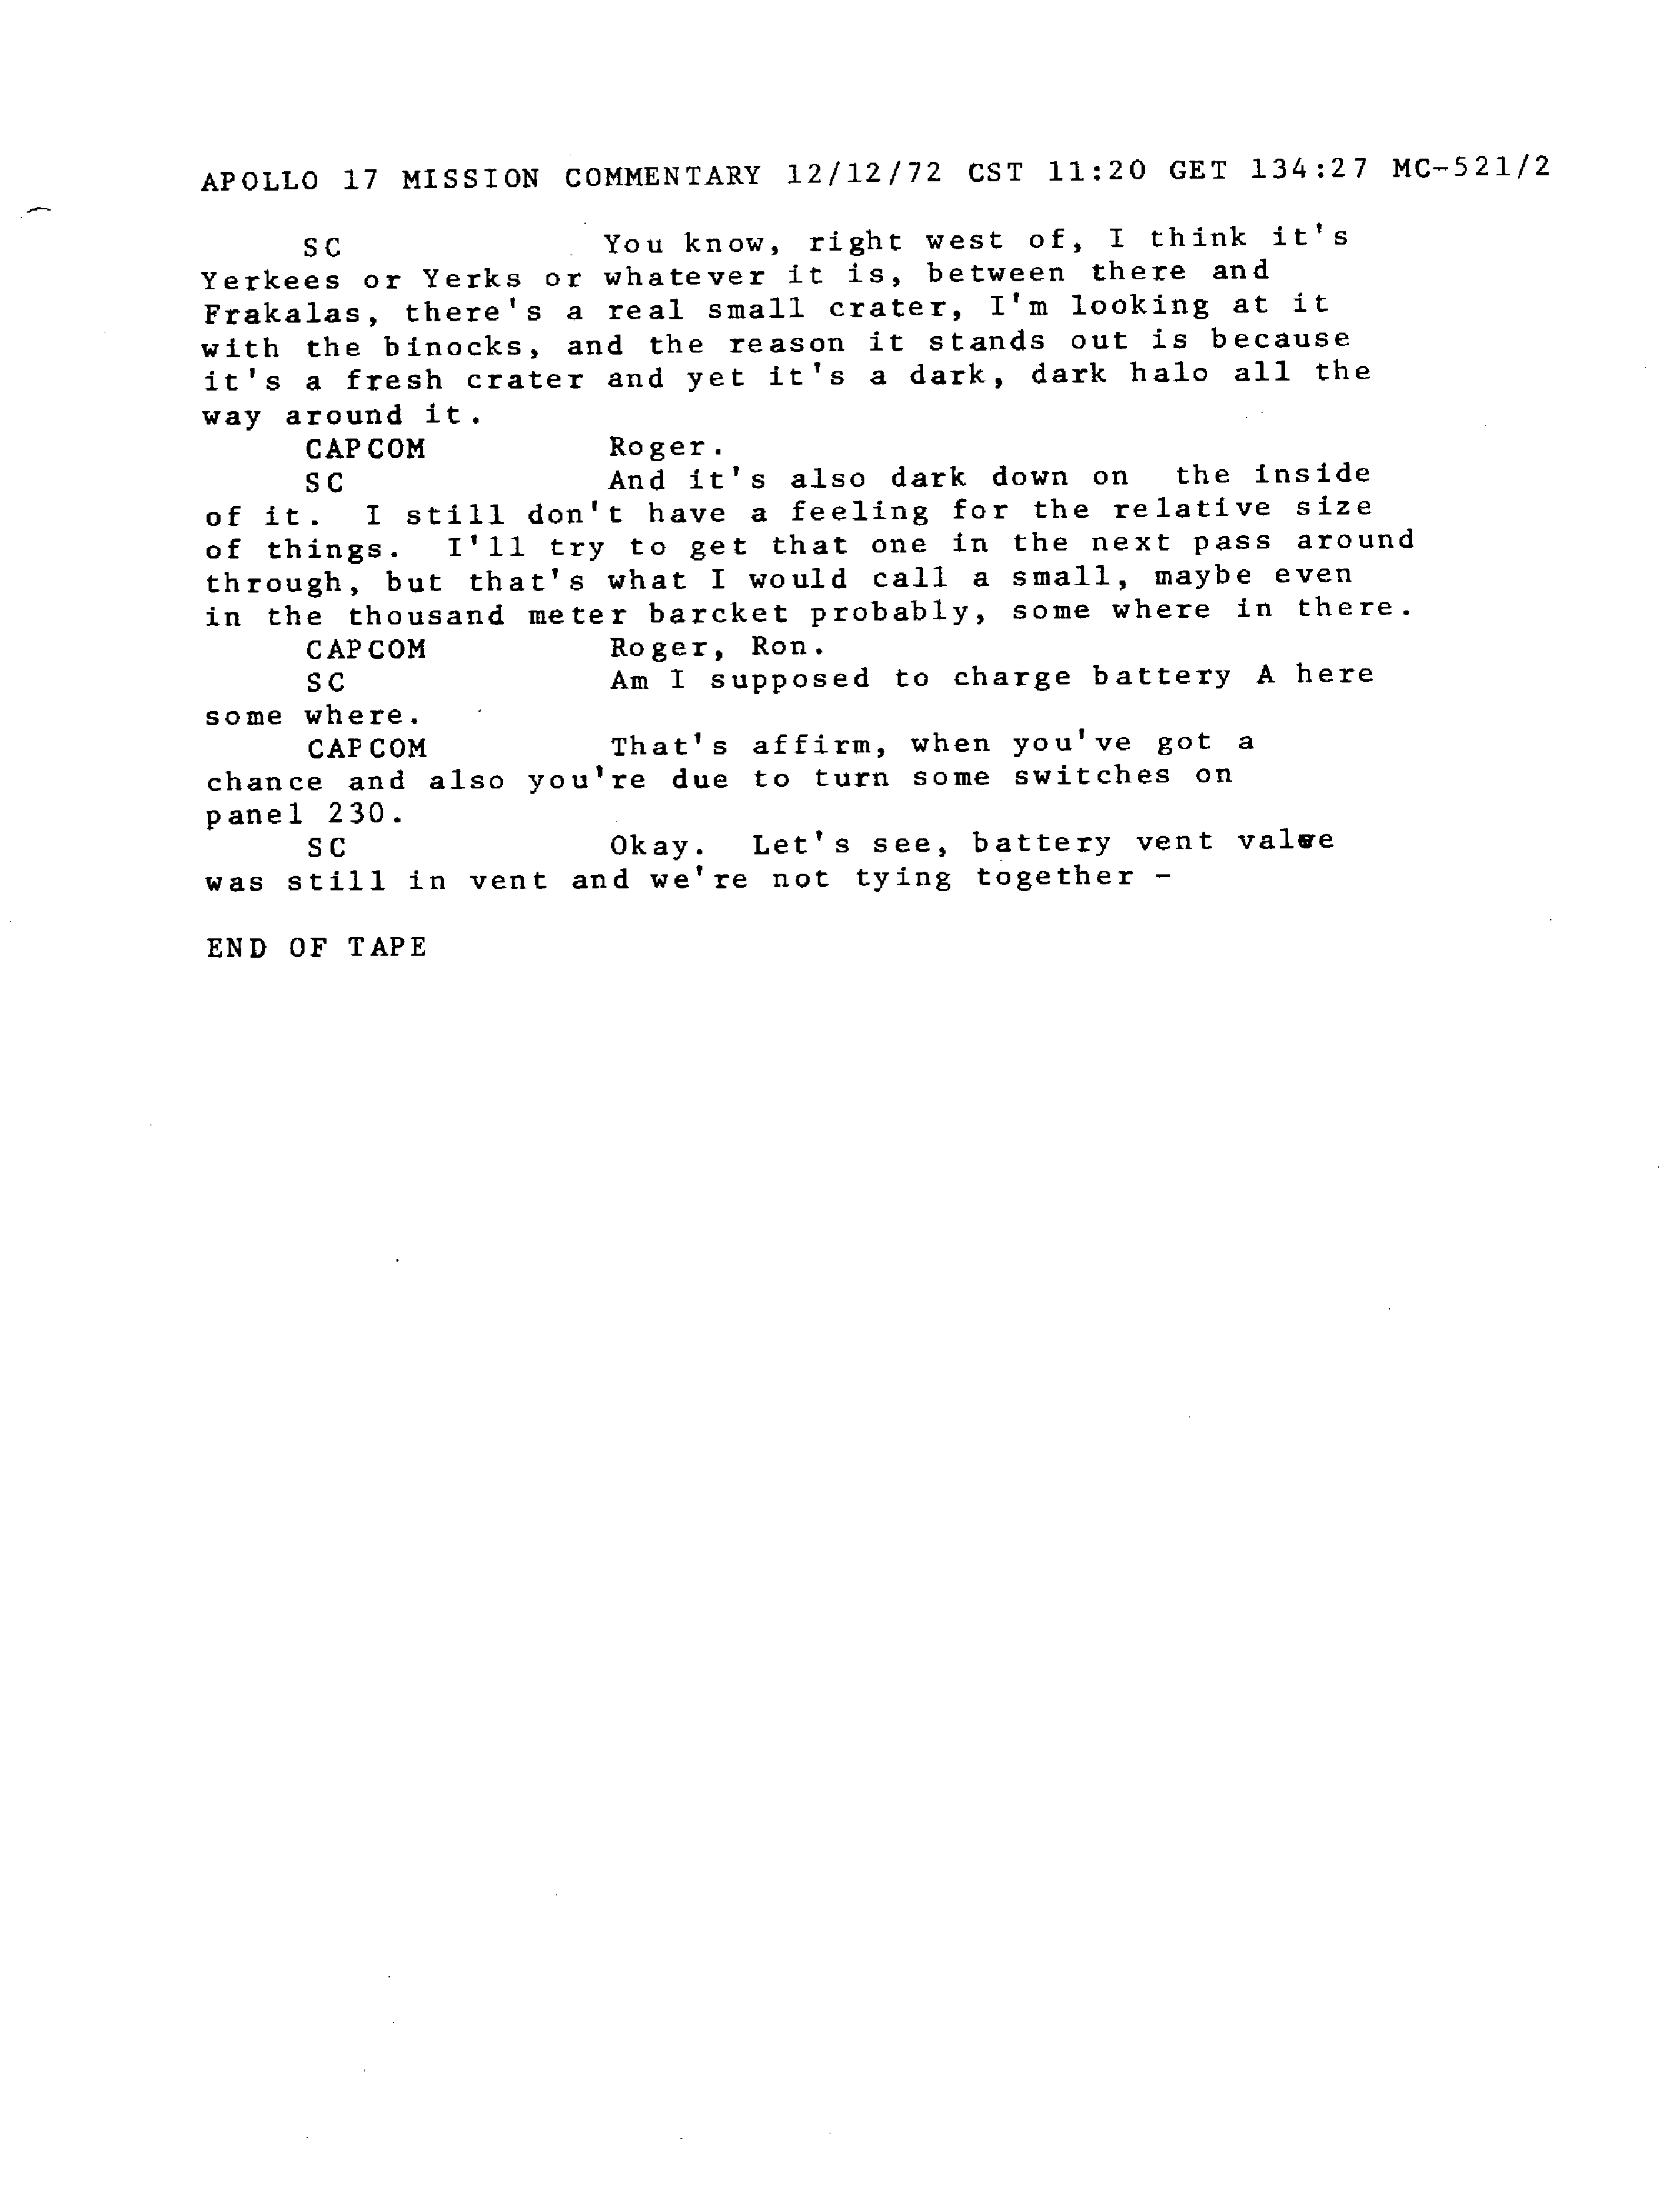 APOLLO 17 MISSION COMMENTARY 12/12/72 CST 11:20 GET 134:27 MC-521/2
SC You know, right west of, I think it's
Yerkees or Yerks or whatever it is, between there and
Frakalas, there's a real small crater, I'm looking at it
with the binocks, and the reason it stands out is because
it's a fresh crater and yet it's a dark, dark halo all the
way around it.
CAPCOM Roger.
SC And it's also dark down on the inside
of it. I still don't have a feeling for the relative size
of things. I'll try to get that one in the next pass around
through, but that's what I would call a small, maybe even
in the thousand meter barcket probably, some where in there.
CAPCOM Roger, Ron.
SC Am I supposed to charge battery A here
some where.
CAPCOM That's affirm, when you've got a
chance and also you're due to turn some switches on
panel 230.
SC Okay. Let's see, battery vent valve
was still in vent and we're not tying together -
END OF TAPE